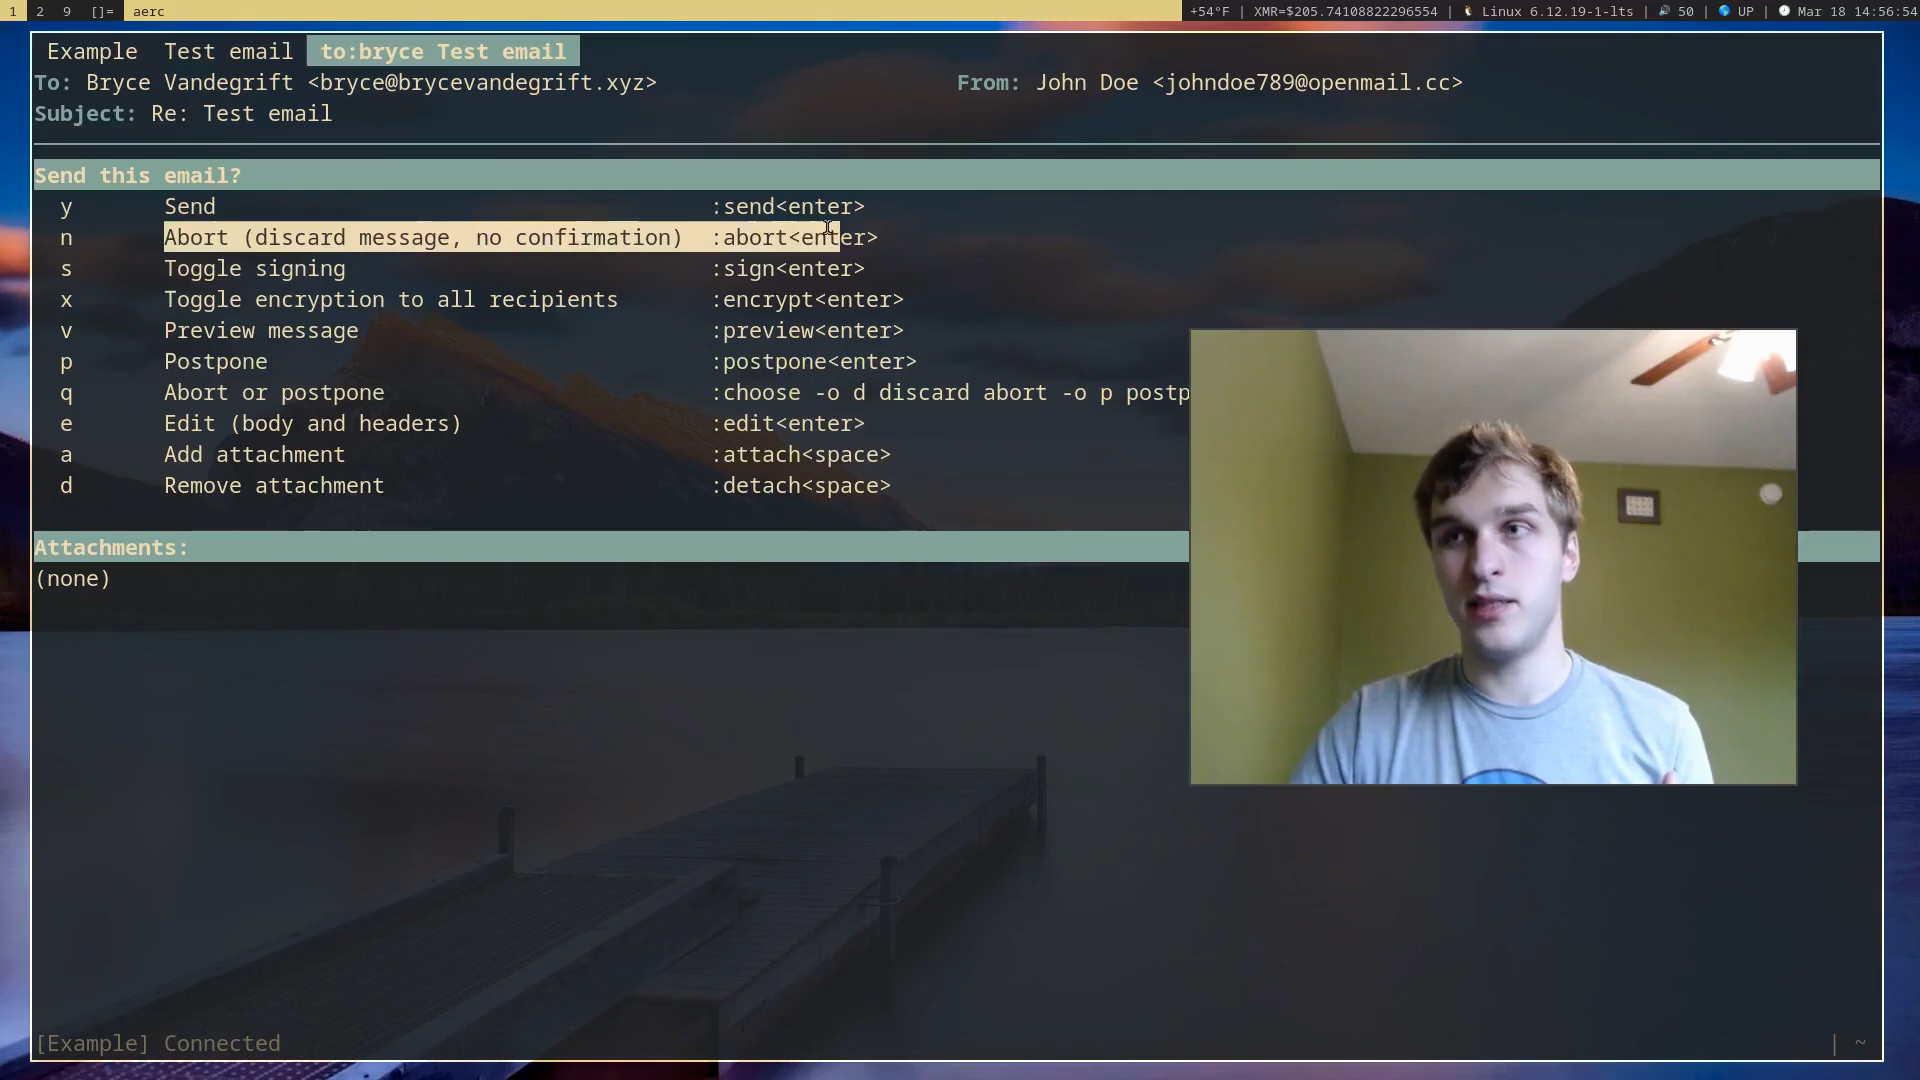 1 2 9 []= aerc +54°F | XMR=$205.74108822296554 | Linux 6.12.19-1-lts | 50 | UP | Mar 18 14:56:54
Example Test email to:bryce Test email
To: Bryce Vandegrift <bryce@brycevandegrift.xyz> From: John Doe <johndoe789@openmail.cc>
Subject: Re: Test email
Send this email?
y Send :send<enter>
n Abort (discard message, no confirmation) :abort<enter>
s Toggle signing :sign<enter>
x Toggle encryption to all recipients :encrypt<enter>
v Preview message :preview<enter>
p Postpone :postpone<enter>
q Abort or postpone :choose -o d discard abort -o p postp
e Edit (body and headers) :edit<enter>
a Add attachment :attach<space>
d Remove attachment :detach<space>
Attachments:
(none)
[Example] Connected | ~